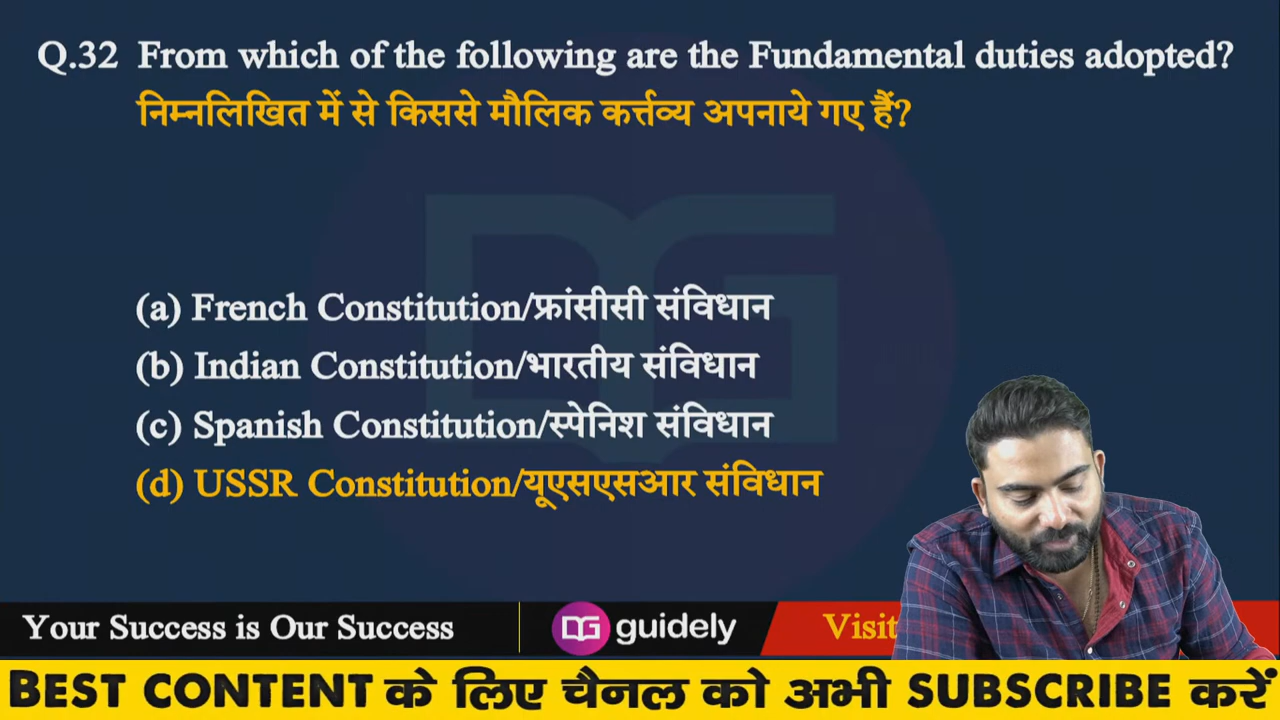 Q.32 From which of the following are the Fundamental duties adopted?
निम्नलिखित में से किससे मौलिक कर्त्तव्य अपनाये गए हैं?
(a) French Constitution/फ्रांसीसी संविधान
(b) Indian Constitution/भारतीय संविधान
(c) Spanish Constitution/स्पेनिश संविधान
(d) USSR Constitution/यूएसएसआर संविधान
Your Success is Our Success
DG guidely
Visit
BEST CONTENT के लिए चैनल को अभी SUBSCRIBE करें